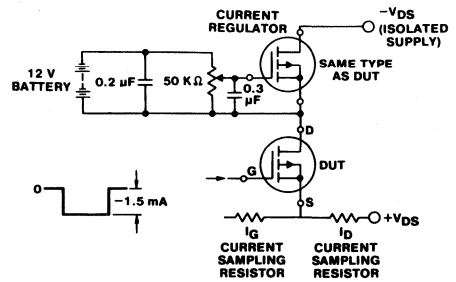 CURRENT
REGULATOR
-VDS
(ISOLATED
SUPPLY)
12 V
BATTERY
0.2 µF
50 KΩ
0.3
µF
SAME TYPE
AS DUT
D
G
DUT
S
0
-1.5 mA
+VDS
IG
CURRENT
SAMPLING
RESISTOR
ID
CURRENT
SAMPLING
RESISTOR